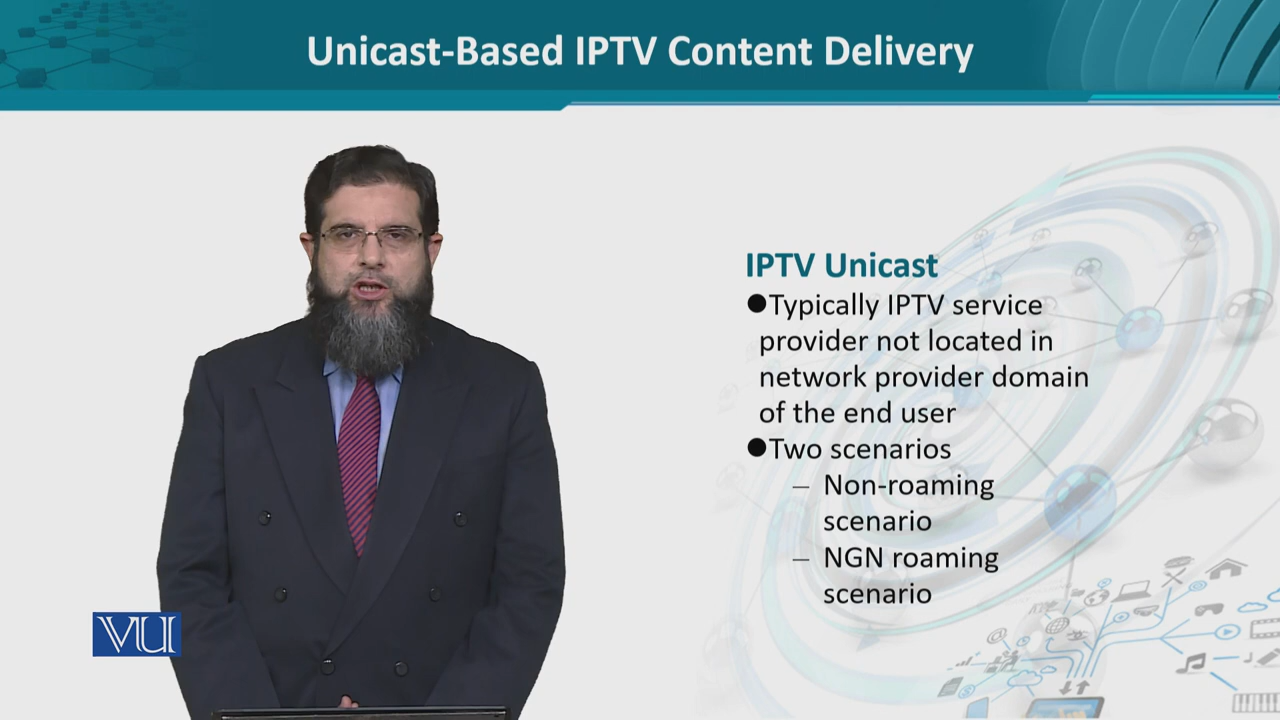 Unicast-Based IPTV Content Delivery
IPTV Unicast
●Typically IPTV service
provider not located in
network provider domain
of the end user
●Two scenarios
– Non-roaming
scenario
– NGN roaming
scenario
VU